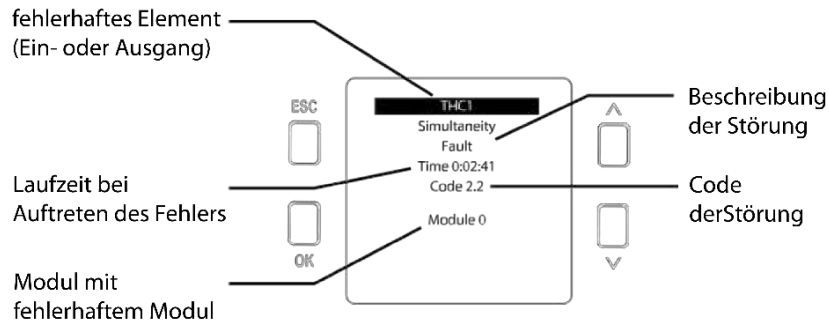 fehlerhaftes Element
(Ein- oder Ausgang)
ESC
THC1
Simultaneity
Fault
Time 0:02:41
Code 2.2
Module 0
Beschreibung
der Störung
Laufzeit bei
Auftreten des Fehlers
Code
derStörung
OK
Modul mit
fehlerhaftem Modul